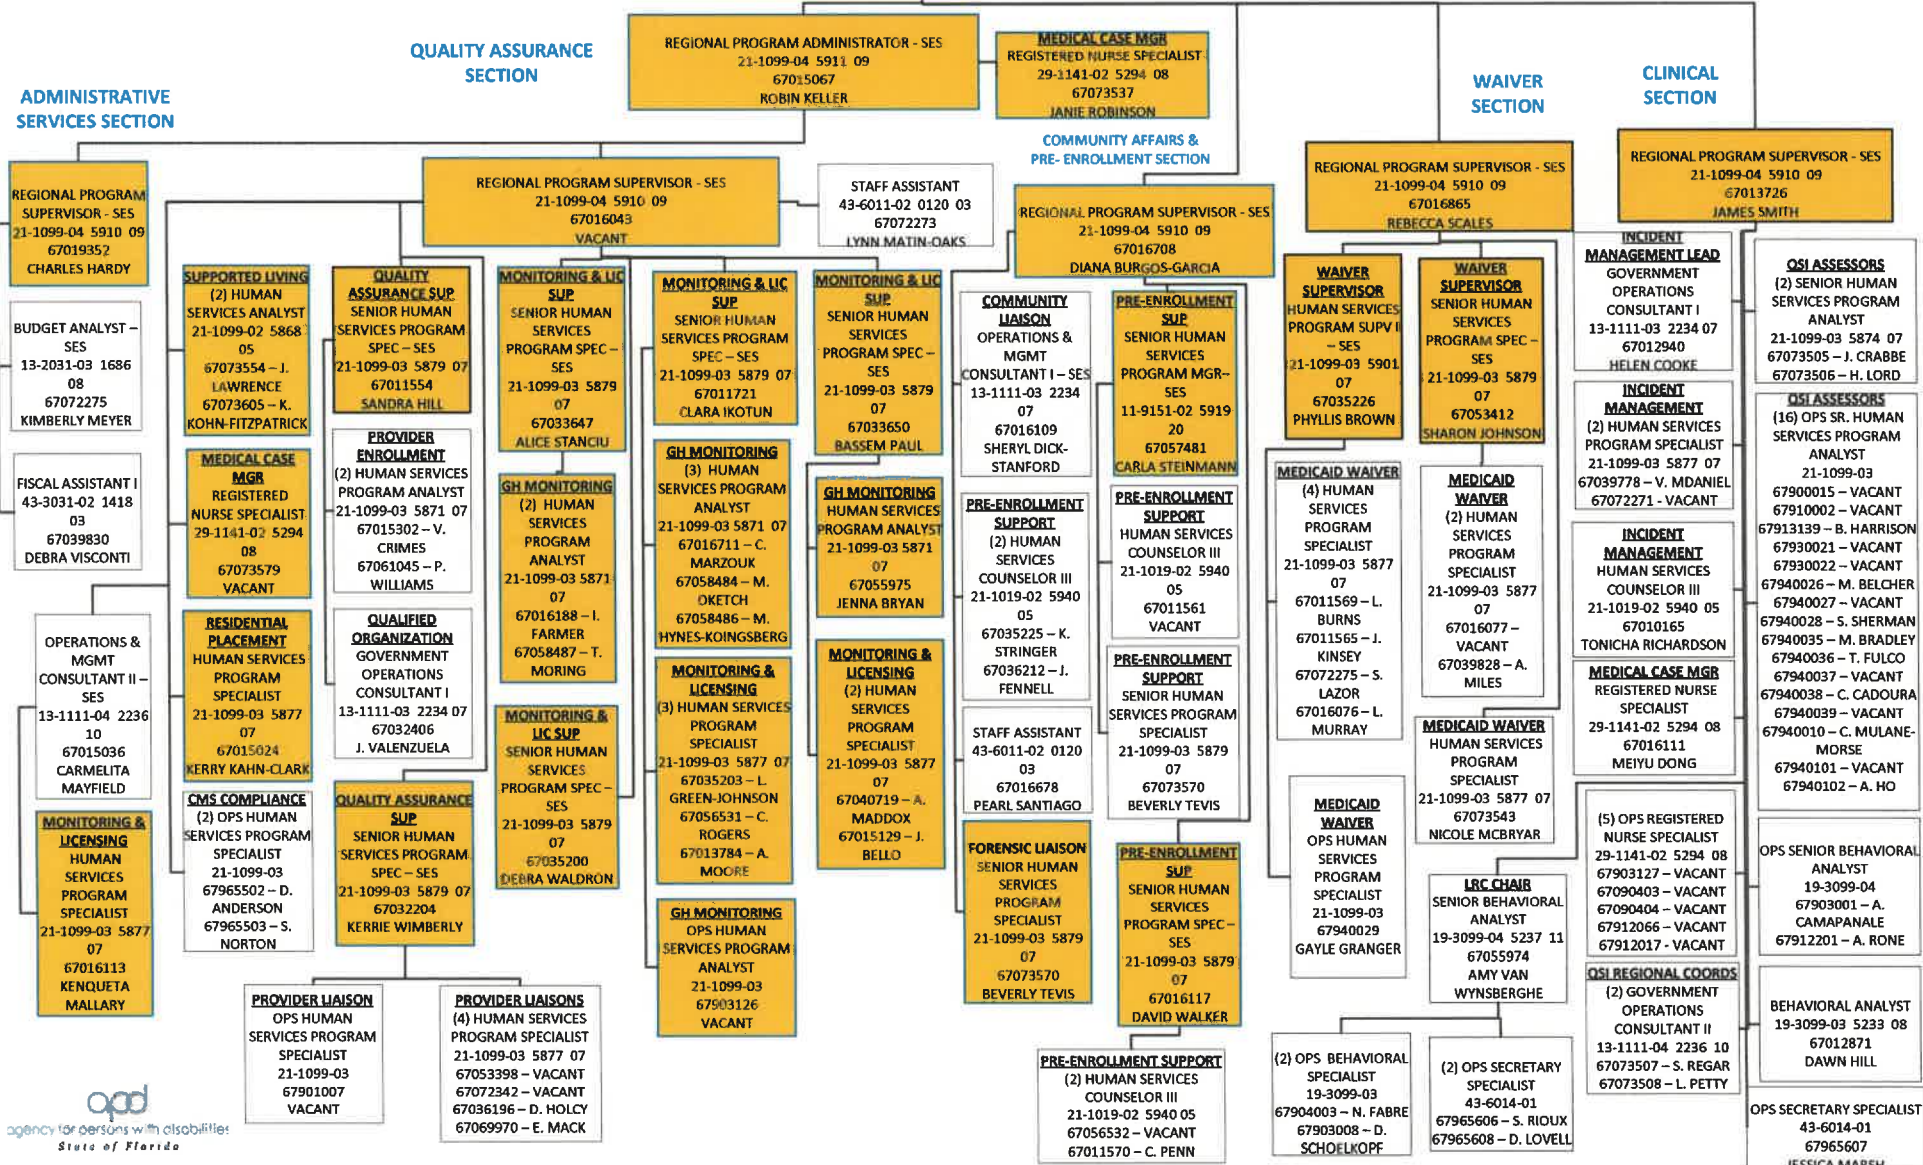 QUALITY ASSURANCE
SECTION
REGIONAL PROGRAM ADMINISTRATOR - SES
21-1099-04 5911 09
67015067
ROBIN KELLER
MEDICAL CASE MGR
REGISTERED NURSE SPECIALIST
29-1141-02 5294 08
67073537
JANIE ROBINSON
WAIVER
SECTION
CLINICAL
SECTION
ADMINISTRATIVE
SERVICES SECTION
COMMUNITY AFFAIRS &
PRE- ENROLLMENT SECTION
REGIONAL PROGRAM
SUPERVISOR - SES
21-1099-04 5910 09
67019352
CHARLES HARDY
REGIONAL PROGRAM SUPERVISOR - SES
21-1099-04 5910 09
67016043
VACANT
STAFF ASSISTANT
43-6011-02 0120 03
67072273
LYNN MATIN-OAKS
REGIONAL PROGRAM SUPERVISOR - SES
21-1099-04 5910 09
67016708
DIANA BURGOS-GARCIA
REGIONAL PROGRAM SUPERVISOR - SES
21-1099-04 5910 09
67016865
REBECCA SCALES
REGIONAL PROGRAM SUPERVISOR - SES
21-1099-04 5910 09
67013726
JAMES SMITH
BUDGET ANALYST –
SES
13-2031-03 1686
08
67072275
KIMBERLY MEYER
FISCAL ASSISTANT I
43-3031-02 1418
03
67039830
DEBRA VISCONTI
OPERATIONS &
MGMT
CONSULTANT II –
SES
13-1111-04 2236
10
67015036
CARMELITA
MAYFIELD
MONITORING &
LICENSING
HUMAN
SERVICES
PROGRAM
SPECIALIST
21-1099-03 5877
07
67016113
KENQUETA
MALLARY
SUPPORTED LIVING
(2) HUMAN
SERVICES ANALYST
21-1099-02 5868
05
67073554 – J.
LAWRENCE
67073605 – K.
KOHN-FITZPATRICK
MEDICAL CASE
MGR
REGISTERED
NURSE SPECIALIST
29-1141-02 5294
08
67073579
VACANT
RESIDENTIAL
PLACEMENT
HUMAN SERVICES
PROGRAM
SPECIALIST
21-1099-03 5877
07
67015024
KERRY KAHN-CLARK
CMS COMPLIANCE
(2) OPS HUMAN
SERVICES PROGRAM
SPECIALIST
21-1099-03
67965502 – D.
ANDERSON
67965503 – S.
NORTON
QUALITY
ASSURANCE SUP
SENIOR HUMAN
SERVICES PROGRAM
SPEC – SES
21-1099-03 5879 07
67011554
SANDRA HILL
PROVIDER
ENROLLMENT
(2) HUMAN SERVICES
PROGRAM ANALYST
21-1099-03 5871 07
67015302 – V.
CRIMES
67061045 – P.
WILLIAMS
QUALIFIED
ORGANIZATION
GOVERNMENT
OPERATIONS
CONSULTANT I
13-1111-03 2234 07
67032406
J. VALENZUELA
QUALITY ASSURANCE
SUP
SENIOR HUMAN
SERVICES PROGRAM
SPEC – SES
21-1099-03 5879 07
67032204
KERRIE WIMBERLY
PROVIDER LIAISON
OPS HUMAN
SERVICES PROGRAM
SPECIALIST
21-1099-03
67901007
VACANT
PROVIDER LIAISONS
(4) HUMAN SERVICES
PROGRAM SPECIALIST
21-1099-03 5877 07
67053398 – VACANT
67072342 – VACANT
67036196 – D. HOLCY
67069970 – E. MACK
MONITORING & LIC
SUP
SENIOR HUMAN
SERVICES
PROGRAM SPEC –
SES
21-1099-03 5879
07
67033647
ALICE STANCIU
GH MONITORING
(2) HUMAN
SERVICES
PROGRAM
ANALYST
21-1099-03 5871
07
67016188 – I.
FARMER
67058487 – T.
MORING
MONITORING &
LIC SUP
SENIOR HUMAN
SERVICES
PROGRAM SPEC –
SES
21-1099-03 5879
07
67035200
DEBRA WALDRON
MONITORING & LIC
SUP
SENIOR HUMAN
SERVICES PROGRAM
SPEC – SES
21-1099-03 5879 07
67011721
CLARA IKOTUN
GH MONITORING
(3) HUMAN
SERVICES PROGRAM
ANALYST
21-1099-03 5871 07
67016711 – C.
MARZOUK
67058484 – M.
OKETCH
67058486 – M.
HYNES-KOINGSBERG
MONITORING &
LICENSING
(3) HUMAN SERVICES
PROGRAM
SPECIALIST
21-1099-03 5877 07
67035203 – L.
GREEN-JOHNSON
67056531 – C.
ROGERS
67013784 – A.
MOORE
GH MONITORING
OPS HUMAN
SERVICES PROGRAM
ANALYST
21-1099-03
67903126
VACANT
MONITORING & LIC
SUP
SENIOR HUMAN
SERVICES
PROGRAM SPEC –
SES
21-1099-03 5879
07
67033650
BASSEM PAUL
GH MONITORING
HUMAN SERVICES
PROGRAM ANALYST
21-1099-03 5871
07
67055975
JENNA BRYAN
MONITORING &
LICENSING
(2) HUMAN
SERVICES
PROGRAM
SPECIALIST
21-1099-03 5877
07
67040719 – A.
MADDOX
67015129 – J.
BELLO
COMMUNITY
LIAISON
OPERATIONS &
MGMT
CONSULTANT I – SES
13-1111-03 2234
07
67016109
SHERYL DICK-
STANFORD
PRE-ENROLLMENT
SUPPORT
(2) HUMAN
SERVICES
COUNSELOR III
21-1019-02 5940
05
67035225 – K.
STRINGER
67036212 – J.
FENNELL
STAFF ASSISTANT
43-6011-02 0120
03
67016678
PEARL SANTIAGO
FORENSIC LIAISON
SENIOR HUMAN
SERVICES
PROGRAM
SPECIALIST
21-1099-03 5879
07
67073570
BEVERLY TEVIS
PRE-ENROLLMENT
SUP
SENIOR HUMAN
SERVICES
PROGRAM MGR–
SES
11-9151-02 5919
20
67057481
CARLA STEINMANN
PRE-ENROLLMENT
SUPPORT
HUMAN SERVICES
COUNSELOR III
21-1019-02 5940
05
67011561
VACANT
PRE-ENROLLMENT
SUPPORT
SENIOR HUMAN
SERVICES PROGRAM
SPECIALIST
21-1099-03 5879
07
67073570
BEVERLY TEVIS
PRE-ENROLLMENT
SUP
SENIOR HUMAN
SERVICES
PROGRAM SPEC –
SES
21-1099-03 5879
07
67016117
DAVID WALKER
PRE-ENROLLMENT SUPPORT
(2) HUMAN SERVICES
COUNSELOR III
21-1019-02 5940 05
67056532 – VACANT
67011570 – C. PENN
WAIVER
SUPERVISOR
HUMAN SERVICES
PROGRAM SUPV II
– SES
21-1099-03 5901
07
67035226
PHYLLIS BROWN
MEDICAID WAIVER
(4) HUMAN
SERVICES
PROGRAM
SPECIALIST
21-1099-03 5877
07
67011569 – L.
BURNS
67011565 – J.
KINSEY
67072275 – S.
LAZOR
67016076 – L.
MURRAY
MEDICAID
WAIVER
OPS HUMAN
SERVICES
PROGRAM
SPECIALIST
21-1099-03
67940029
GAYLE GRANGER
WAIVER
SUPERVISOR
SENIOR HUMAN
SERVICES
PROGRAM SPEC –
SES
21-1099-03 5879
07
67053412
SHARON JOHNSON
MEDICAID
WAIVER
(2) HUMAN
SERVICES
PROGRAM
SPECIALIST
21-1099-03 5877
07
67016077 –
VACANT
67039828 – A.
MILES
MEDICAID WAIVER
HUMAN SERVICES
PROGRAM
SPECIALIST
21-1099-03 5877 07
67073543
NICOLE MCBRYAR
LRC CHAIR
SENIOR BEHAVIORAL
ANALYST
19-3099-04 5237 11
67055974
AMY VAN
WYNSBERGHE
(2) OPS BEHAVIORAL
SPECIALIST
19-3099-03
67904003 – N. FABRE
67903008 – D.
SCHOELKOPF
(2) OPS SECRETARY
SPECIALIST
43-6014-01
67965606 – S. RIOUX
67965608 – D. LOVELL
INCIDENT
MANAGEMENT LEAD
GOVERNMENT
OPERATIONS
CONSULTANT I
13-1111-03 2234 07
67012940
HELEN COOKE
INCIDENT
MANAGEMENT
(2) HUMAN SERVICES
PROGRAM SPECIALIST
21-1099-03 5877 07
67039778 – V. MDANIEL
67072271 - VACANT
INCIDENT
MANAGEMENT
HUMAN SERVICES
COUNSELOR III
21-1019-02 5940 05
67010165
TONICHA RICHARDSON
MEDICAL CASE MGR
REGISTERED NURSE
SPECIALIST
29-1141-02 5294 08
67016111
MEIYU DONG
(5) OPS REGISTERED
NURSE SPECIALIST
29-1141-02 5294 08
67903127 – VACANT
67090403 – VACANT
67090404 – VACANT
67912066 – VACANT
67912017 - VACANT
QSI REGIONAL COORDS
(2) GOVERNMENT
OPERATIONS
CONSULTANT II
13-1111-04 2236 10
67073507 – S. REGAR
67073508 – L. PETTY
QSI ASSESSORS
(2) SENIOR HUMAN
SERVICES PROGRAM
ANALYST
21-1099-03 5874 07
67073505 – J. CRABBE
67073506 – H. LORD
QSI ASSESSORS
(16) OPS SR. HUMAN
SERVICES PROGRAM
ANALYST
21-1099-03
67900015 – VACANT
67910002 – VACANT
67913139 – B. HARRISON
67930021 – VACANT
67930022 – VACANT
67940026 – M. BELCHER
67940027 – VACANT
67940028 – S. SHERMAN
67940035 – M. BRADLEY
67940036 – T. FULCO
67940037 – VACANT
67940038 – C. CADOURA
67940039 – VACANT
67940010 – C. MULANE-
MORSE
67940101 – VACANT
67940102 – A. HO
OPS SENIOR BEHAVIORAL
ANALYST
19-3099-04
67903001 – A.
CAMAPANALE
67912201 – A. RONE
BEHAVIORAL ANALYST
19-3099-03 5233 08
67012871
DAWN HILL
OPS SECRETARY SPECIALIST
43-6014-01
67965607
JESSICA MARSH
apd
agency for persons with disabilities
State of Florida